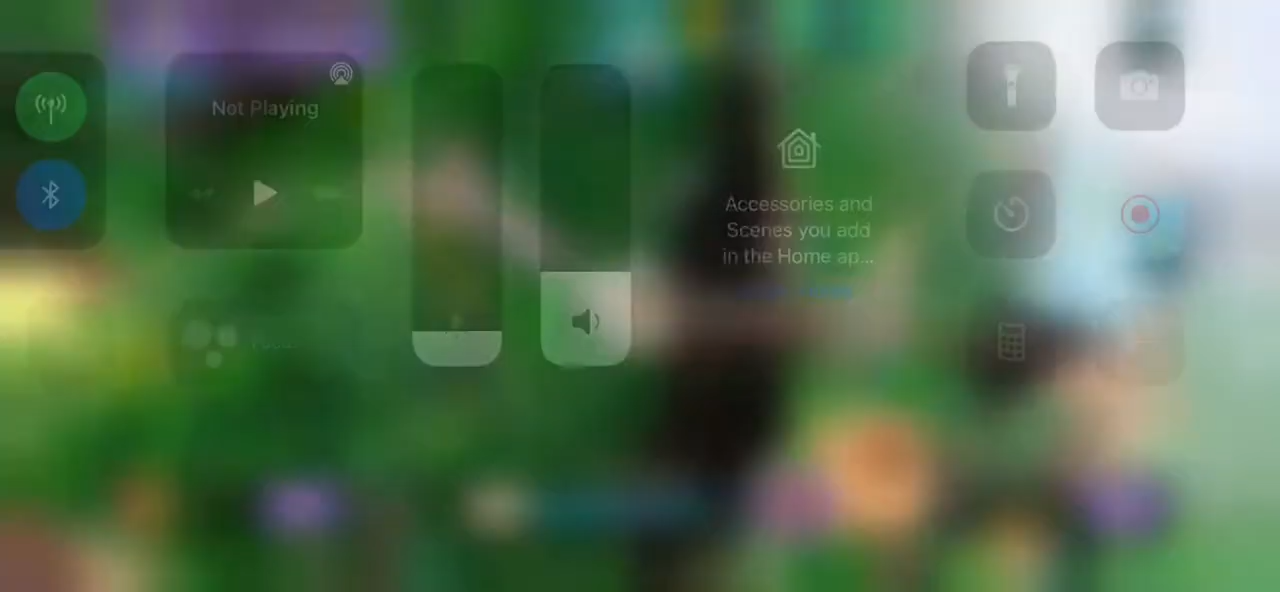 Not Playing
Accessories and
Scenes you add
in the Home ap...